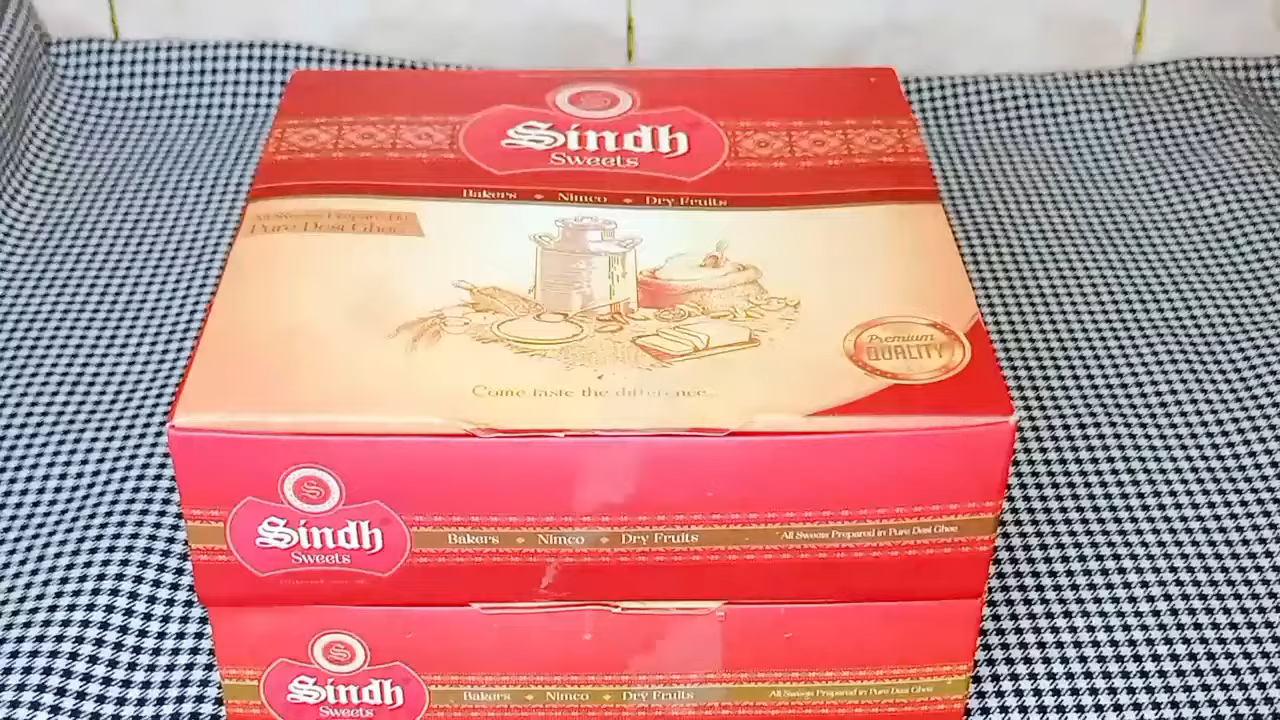 S
Sindh
Sweets
Bakers Nimco Dry Fruits
All Sweets Prepared in
Pure Desi Ghee
Premium
QUALITY
Come taste the difference...
S
Sindh
Sweets
Bakers Nimco Dry Fruits
All Sweets Prepared in Pure Desi Ghee
S
Sindh
Sweets
Bakers Nimco Dry Fruits
All Sweets Prepared in Pure Desi Ghee